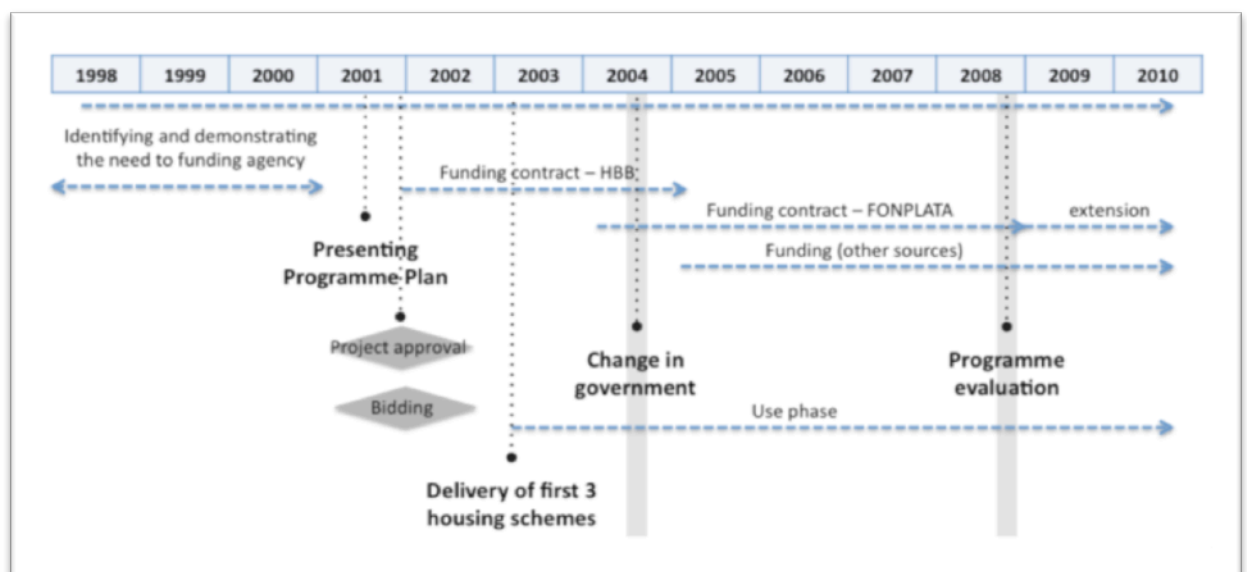 1998 1999 2000 2001 2002 2003 2004 2005 2006 2007 2008 2009 2010
Identifying and demonstrating
the need to funding agency
Funding contract – HBB
Funding contract – FONPLATA
extension
Funding (other sources)
Presenting
Programme Plan
Project approval
Change in
government
Programme
evaluation
Bidding
Use phase
Delivery of first 3
housing schemes